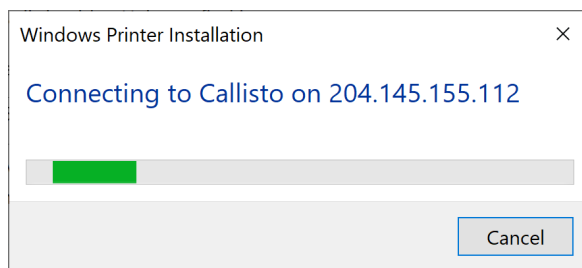 Windows Printer Installation
Connecting to Callisto on 204.145.155.112
Cancel